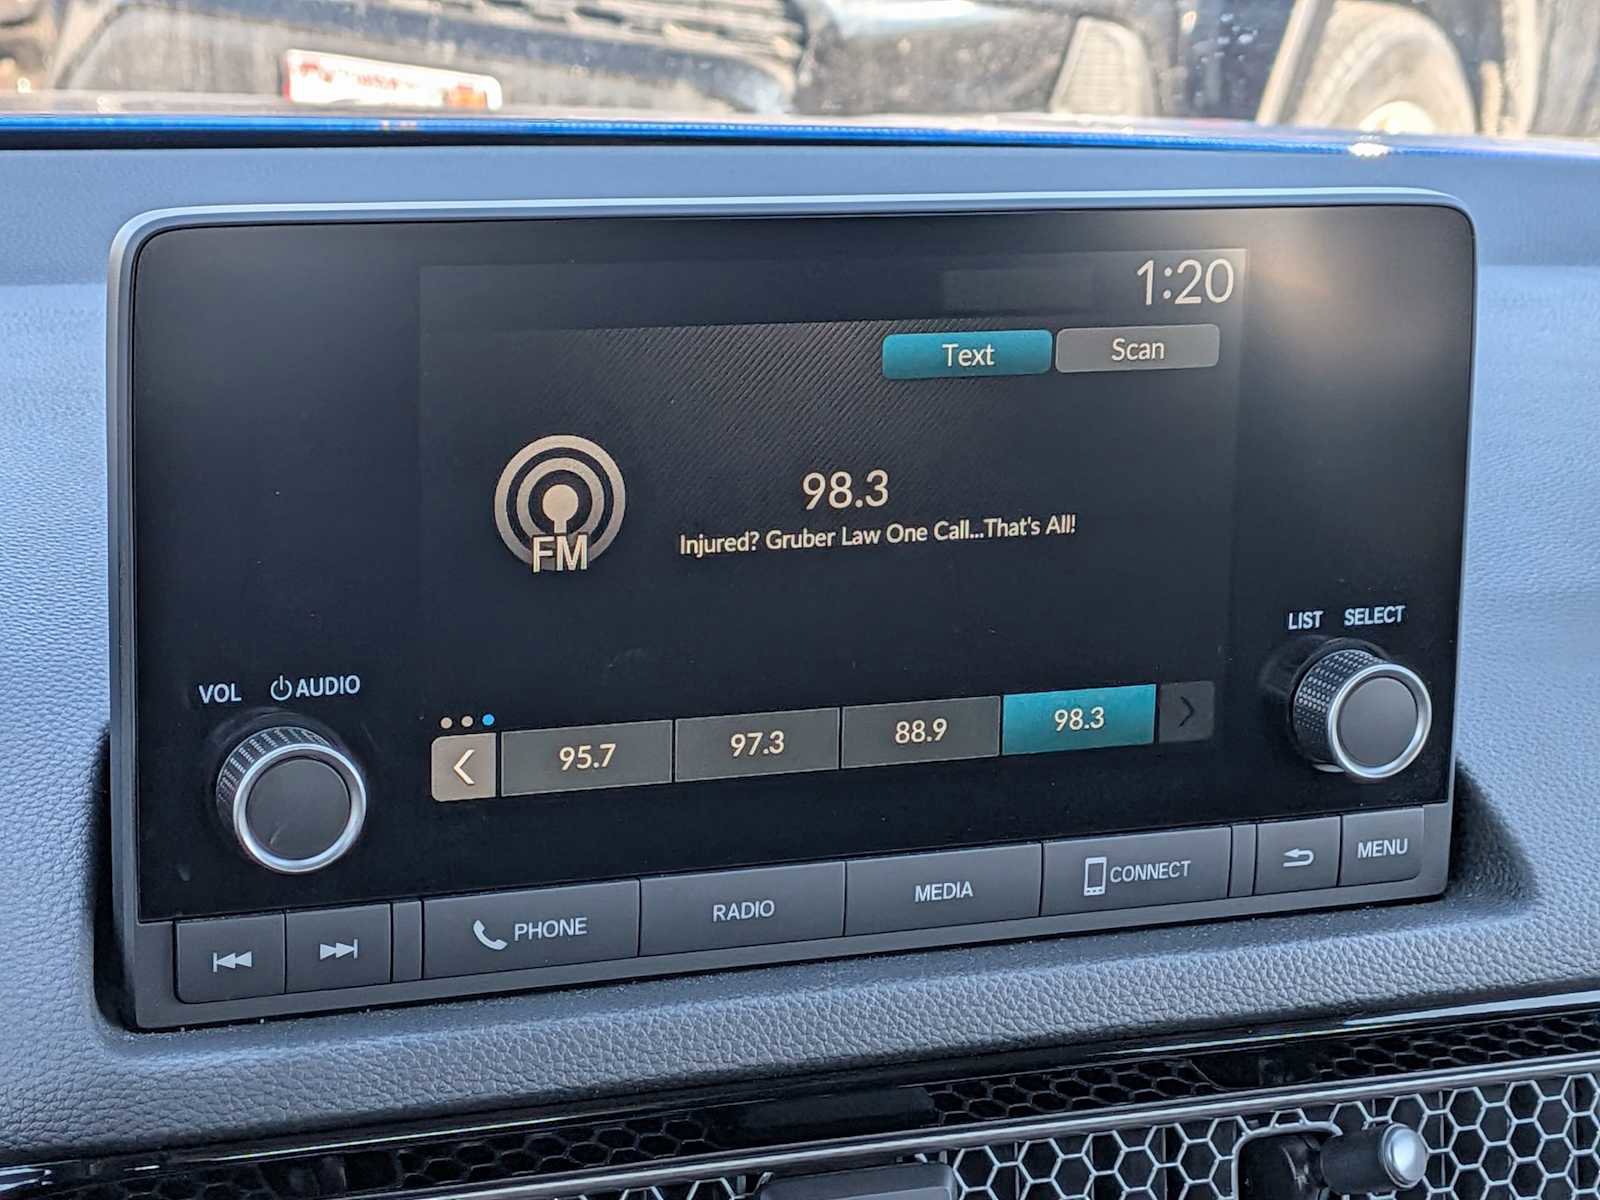 1:20
Text Scan
98.3
Injured? Gruber Law One Call...That's All!
FM
LIST SELECT
VOL AUDIO
95.7 97.3 88.9 98.3
PHONE RADIO MEDIA CONNECT MENU